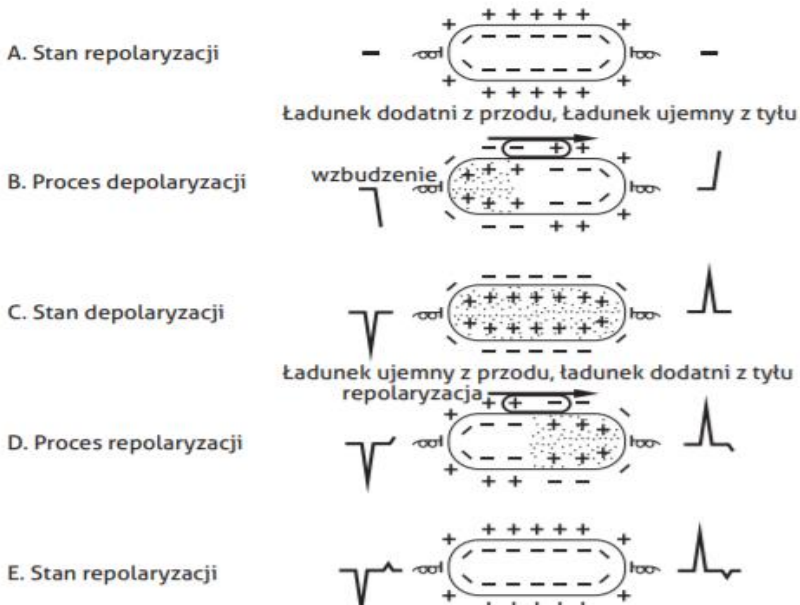 A. Stan repolaryzacji
Ładunek dodatni z przodu, Ładunek ujemny z tyłu
B. Proces depolaryzacji
wzbudzenie
C. Stan depolaryzacji
Ładunek ujemny z przodu, ładunek dodatni z tyłu
repolaryzacja
D. Proces repolaryzacji
E. Stan repolaryzacji